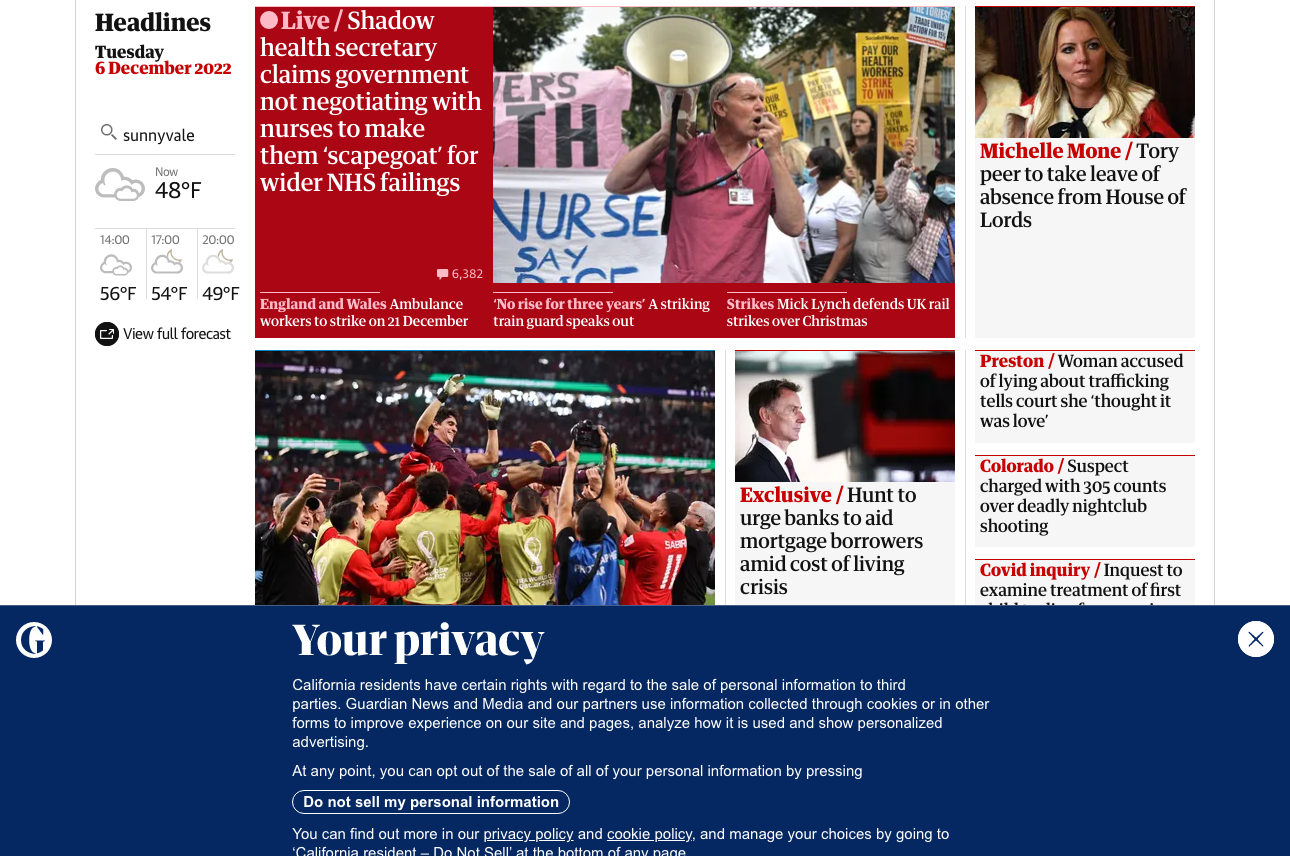 Headlines
Tuesday
6 December 2022
sunnyvale
Now
48°F
14:00
17:00
20:00
56°F
54°F
49°F
View full forecast
Live / Shadow
health secretary
claims government
not negotiating with
nurses to make
them ‘scapegoat’ for
wider NHS failings
6,382
PAY OUR
HEALTH
WORKERS
STRIKE
TO WIN
NURSE
SAY
England and Wales Ambulance
workers to strike on 21 December
‘No rise for three years’ A striking
train guard speaks out
Strikes Mick Lynch defends UK rail
strikes over Christmas
Michelle Mone / Tory
peer to take leave of
absence from House of
Lords
SABIRI
11
Exclusive / Hunt to
urge banks to aid
mortgage borrowers
amid cost of living
crisis
Preston / Woman accused
of lying about trafficking
tells court she ‘thought it
was love’
Colorado / Suspect
charged with 305 counts
over deadly nightclub
shooting
Covid inquiry / Inquest to
examine treatment of first
Your privacy
California residents have certain rights with regard to the sale of personal information to third
parties. Guardian News and Media and our partners use information collected through cookies or in other
forms to improve experience on our site and pages, analyze how it is used and show personalized
advertising.
At any point, you can opt out of the sale of all of your personal information by pressing
Do not sell my personal information
You can find out more in our privacy policy and cookie policy, and manage your choices by going to
‘California resident – Do Not Sell’ at the bottom of any page.